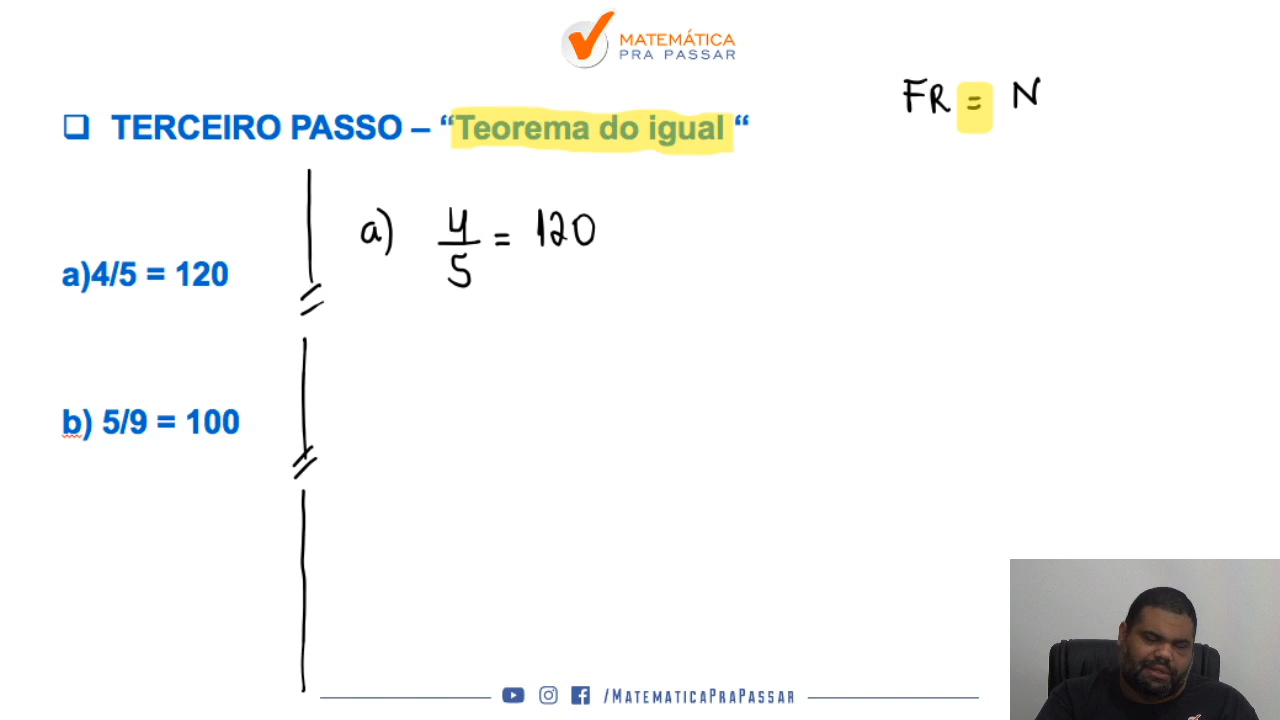 MATEMÁTICA
PRA PASSAR
FR = N
❑ TERCEIRO PASSO – “Teorema do igual “
a) 4/5 = 120
a)4/5 = 120
b) 5/9 = 100
/MATEMATICAPRAPASSAR